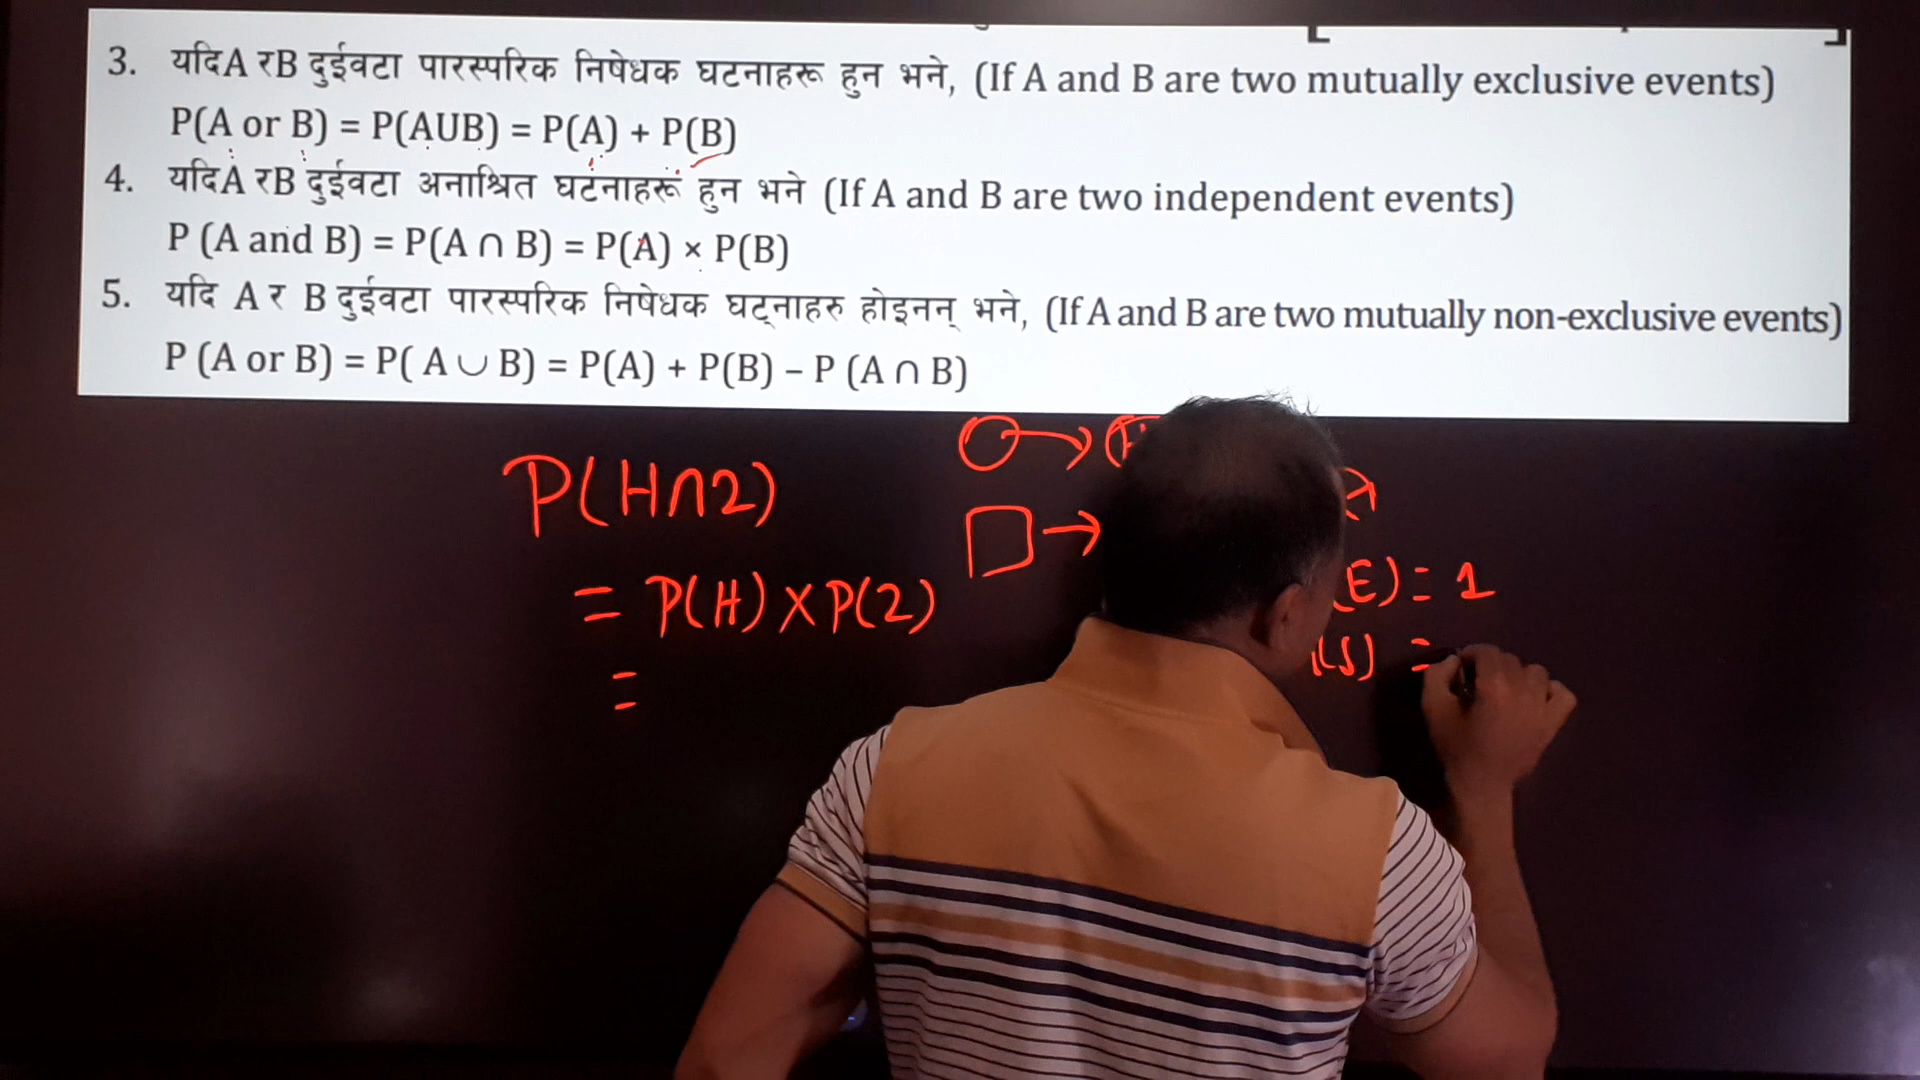 3. यदिA रB दुईवटा पारस्परिक निषेधक घटनाहरू हुन भने, (If A and B are two mutually exclusive events)
P(A or B) = P(AUB) = P(A) + P(B)
4. यदिA रB दुईवटा अनाश्रित घटनाहरू हुन भने (If A and B are two independent events)
P (A and B) = P(A ∩ B) = P(A) × P(B)
5. यदि A र B दुईवटा पारस्परिक निषेधक घट्नाहरु होइनन् भने, (If A and B are two mutually non-exclusive events)
P (A or B) = P( A ∪ B) = P(A) + P(B) – P (A ∩ B)
P(H∩2)
= P(H) × P(2)
=
(E) = 1
(S) =